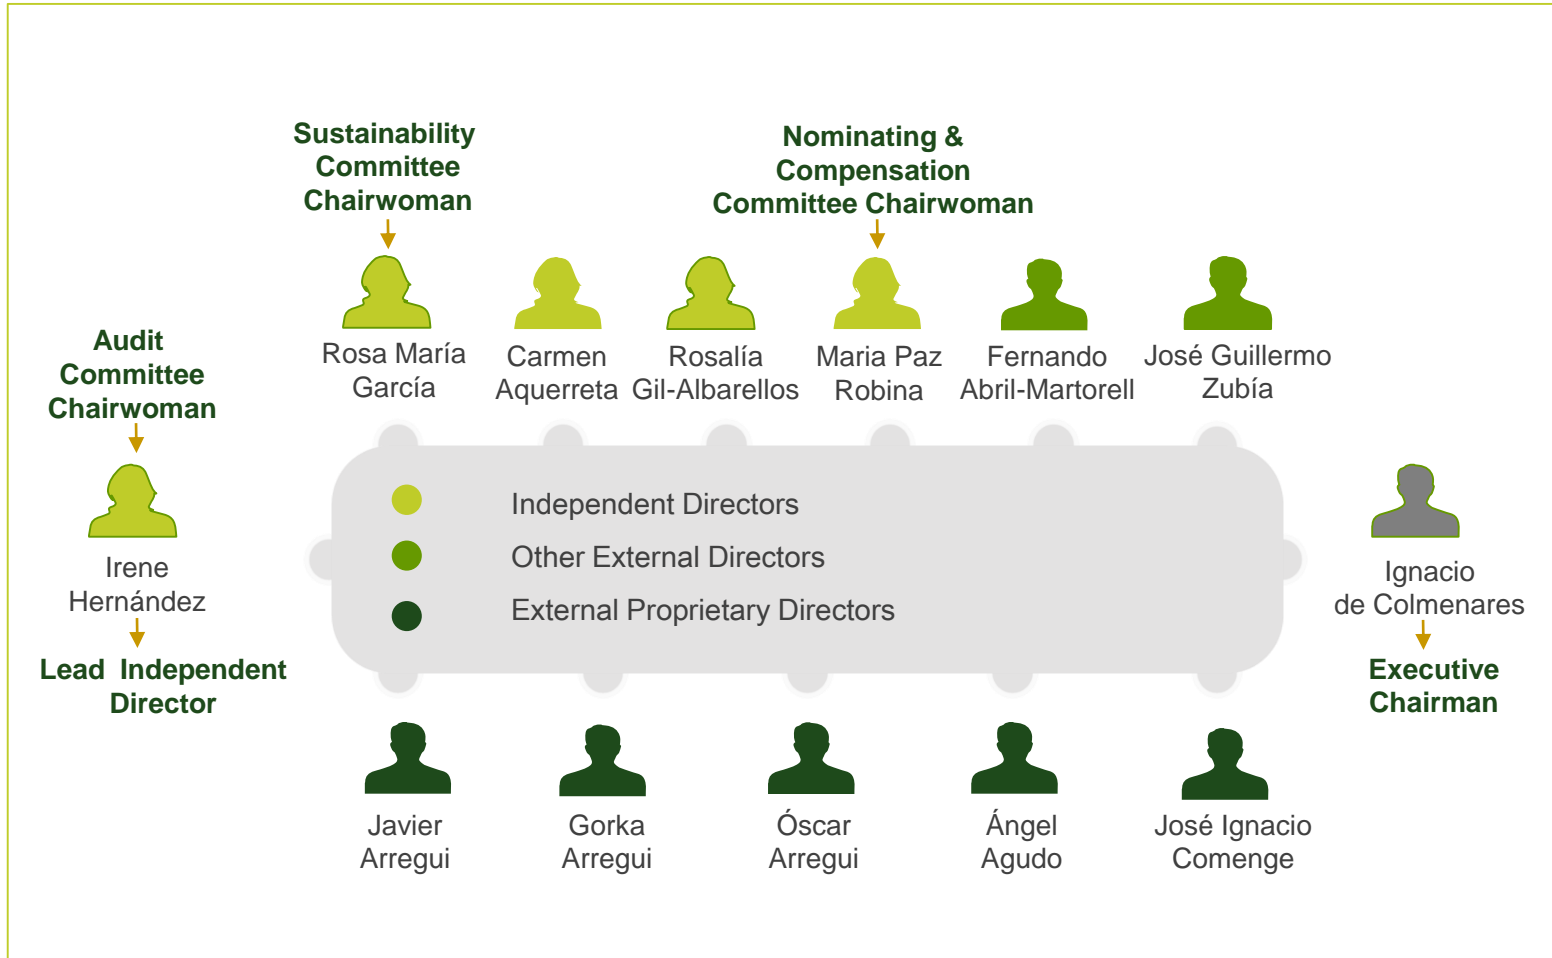 Sustainability
Committee
Chairwoman
Nominating &
Compensation
Committee Chairwoman
Rosa María
García
Carmen
Aquerreta
Rosalía
Gil-Albarellos
Maria Paz
Robina
Fernando
Abril-Martorell
José Guillermo
Zubía
Audit
Committee
Chairwoman
Irene
Hernández
Lead Independent
Director
Independent Directors
Other External Directors
External Proprietary Directors
Ignacio
de Colmenares
Executive
Chairman
Javier
Arregui
Gorka
Arregui
Óscar
Arregui
Ángel
Agudo
José Ignacio
Comenge